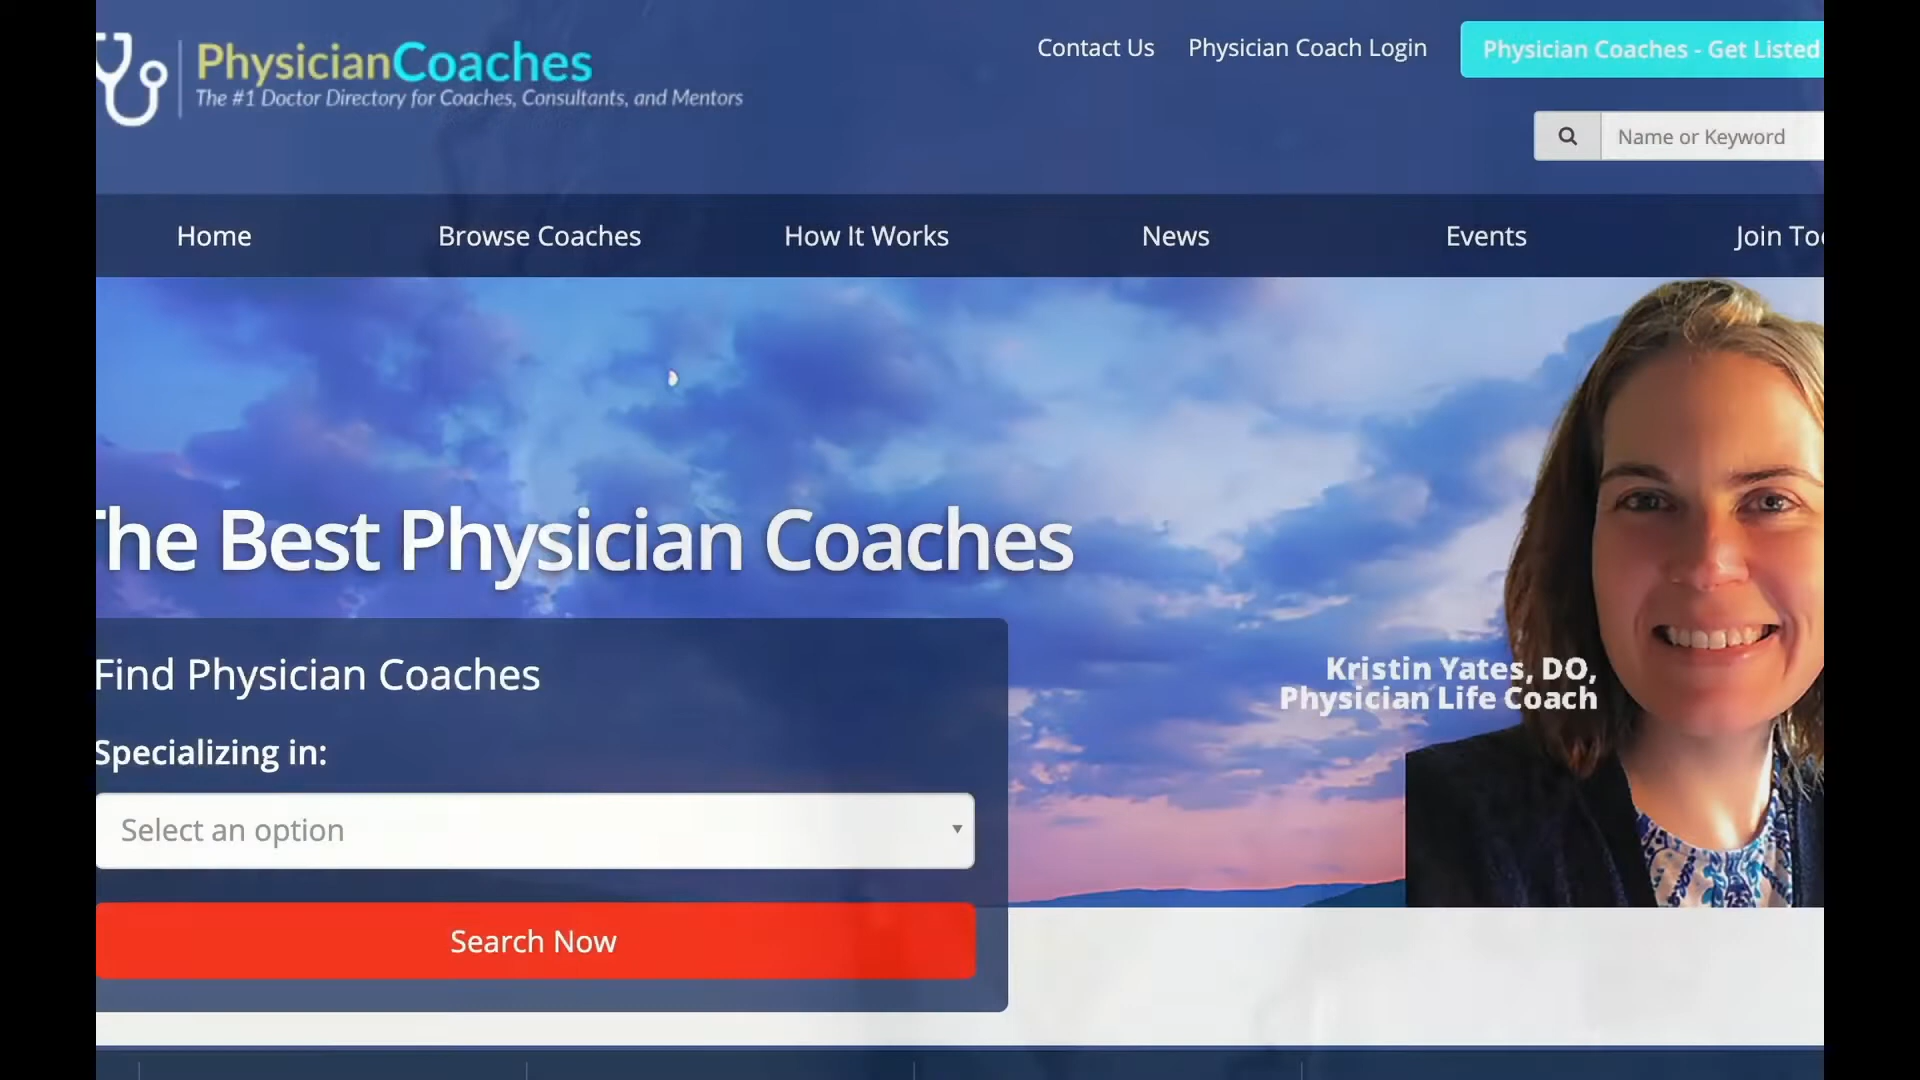 PhysicianCoaches
The #1 Doctor Directory for Coaches, Consultants, and Mentors
Contact Us
Physician Coach Login
Physician Coaches - Get Listed
Name or Keyword
Home
Browse Coaches
How It Works
News
Events
Join
The Best Physician Coaches
Find Physician Coaches
Specializing in:
Select an option
Search Now
Kristin Yates, DO,
Physician Life Coach